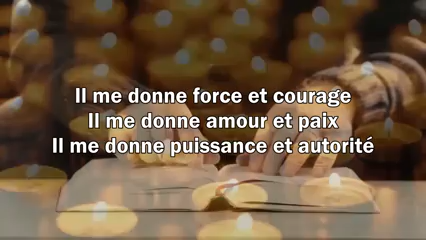 Il me donne force et courage
Il me donne amour et paix
Il me donne puissance et autorité